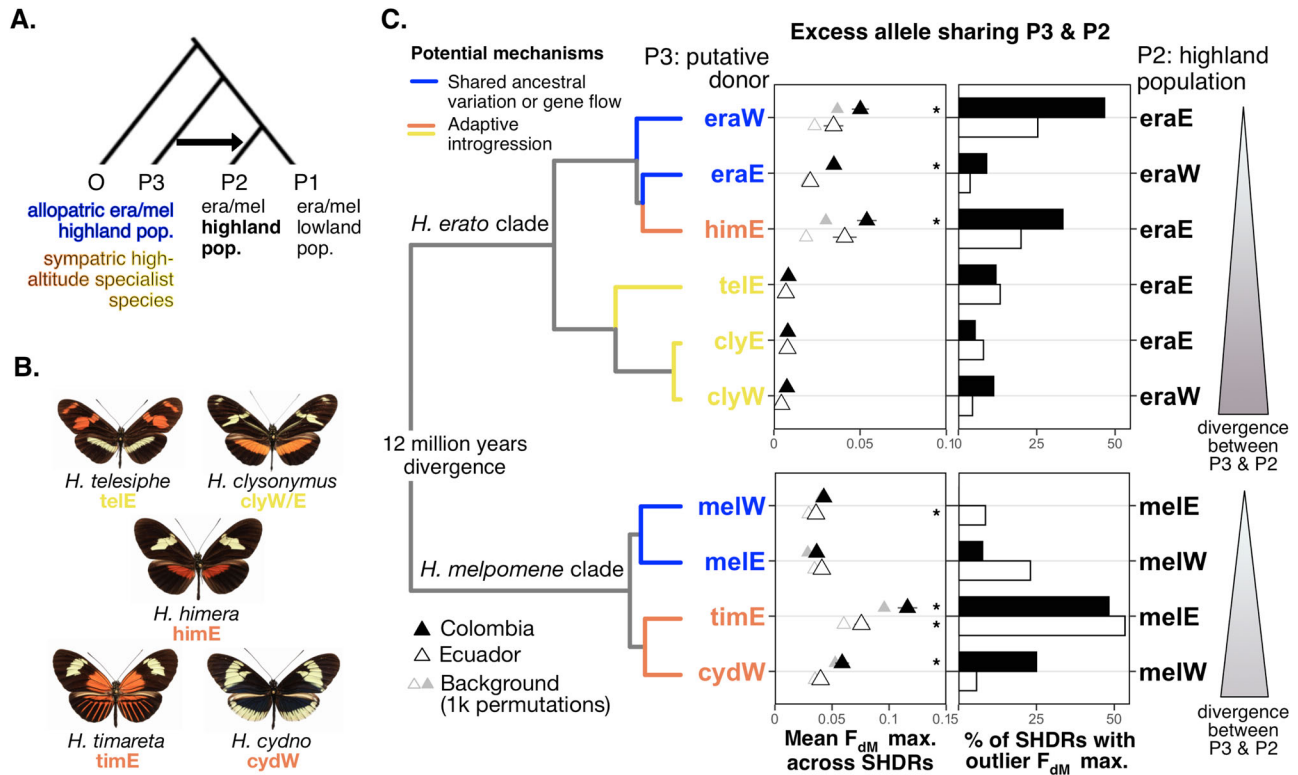 A.
O
P3
P2
P1
allopatric era/mel
highland pop.
sympatric high-
altitude specialist
species
era/mel
highland
pop.
era/mel
lowland
pop.
B.
H. telesiphe
telE
H. clysonymus
clyW/E
H. himera
himE
H. timareta
timE
H. cydno
cydW
C.
Potential mechanisms
Shared ancestral
variation or gene flow
Adaptive
introgression
Excess allele sharing P3 & P2
P3: putative
donor
P2: highland
population
H. erato clade
eraW
*
eraE
eraE
*
eraW
himE
*
eraE
telE
eraE
clyE
eraE
clyW
eraW
0
0.05
0.10
25
50
divergence
between
P3 & P2
12 million years
divergence
H. melpomene clade
melW
*
melE
melE
melW
timE
*
*
melE
cydW
*
melW
Colombia
Ecuador
Background
(1k permutations)
0
0.05
0.1
0.15
25
50
Mean FdM max.
across SHDRs
% of SHDRs with
outlier FdM max.
divergence
between
P3 & P2